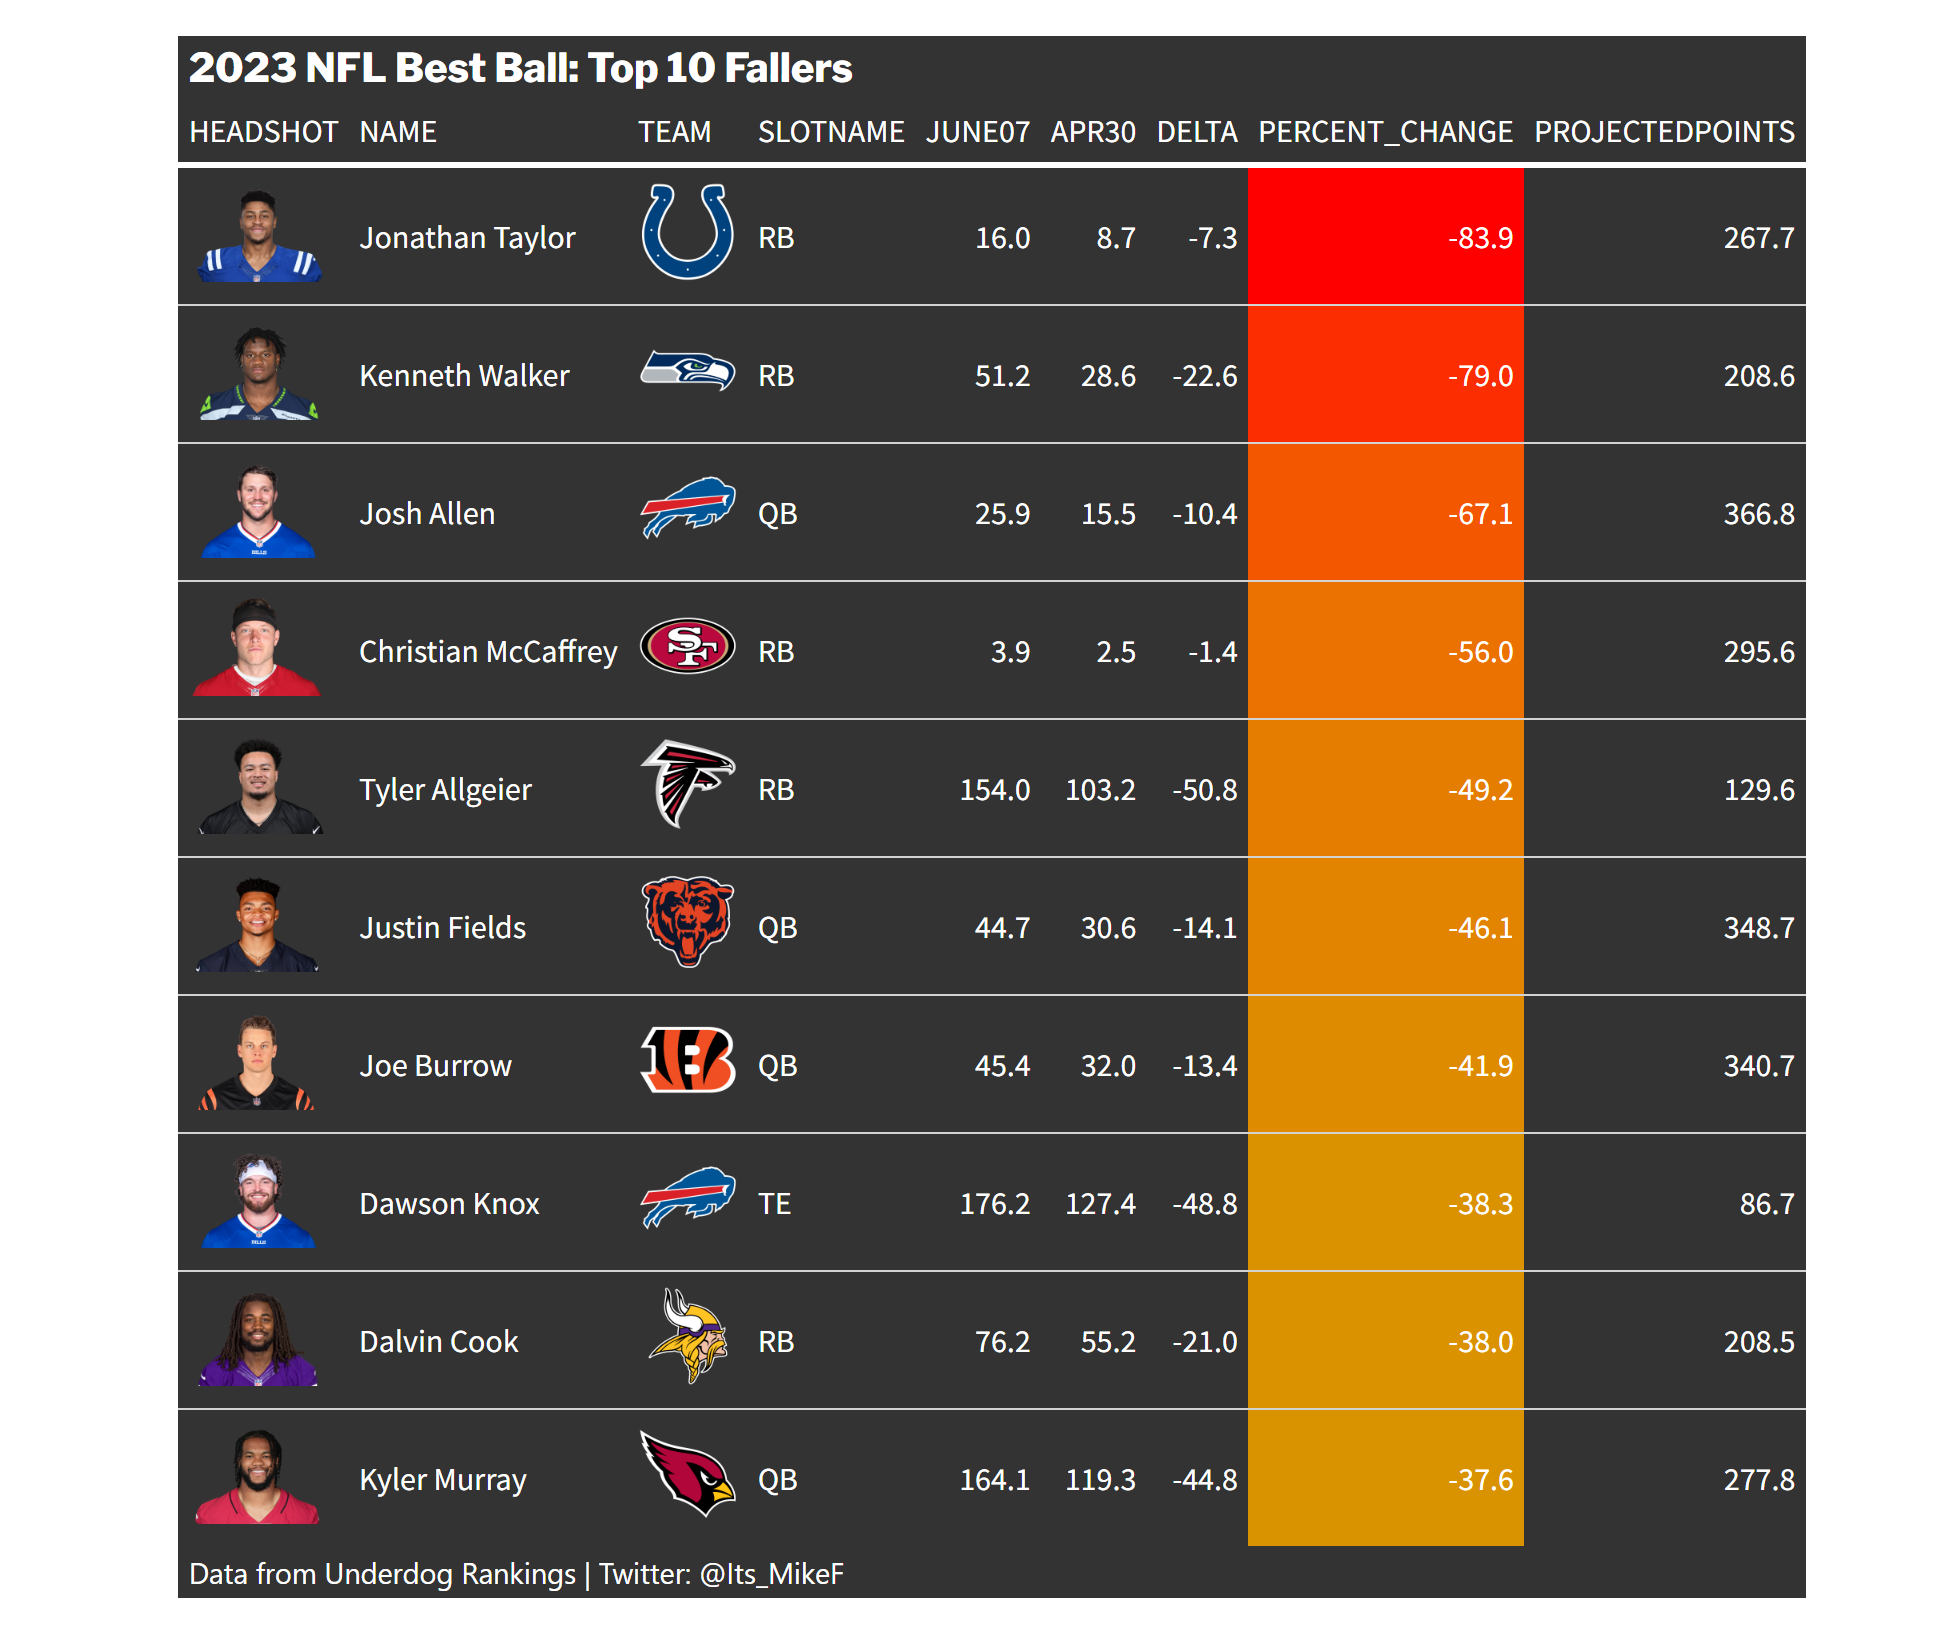 2023 NFL Best Ball: Top 10 Fallers
HEADSHOT NAME TEAM SLOTNAME JUNE07 APR30 DELTA PERCENT_CHANGE PROJECTEDPOINTS
Jonathan Taylor RB 16.0 8.7 -7.3 -83.9 267.7
Kenneth Walker RB 51.2 28.6 -22.6 -79.0 208.6
Josh Allen QB 25.9 15.5 -10.4 -67.1 366.8
Christian McCaffrey SF RB 3.9 2.5 -1.4 -56.0 295.6
Tyler Allgeier RB 154.0 103.2 -50.8 -49.2 129.6
Justin Fields QB 44.7 30.6 -14.1 -46.1 348.7
Joe Burrow B QB 45.4 32.0 -13.4 -41.9 340.7
Dawson Knox TE 176.2 127.4 -48.8 -38.3 86.7
Dalvin Cook RB 76.2 55.2 -21.0 -38.0 208.5
Kyler Murray QB 164.1 119.3 -44.8 -37.6 277.8
Data from Underdog Rankings | Twitter: @Its_MikeF